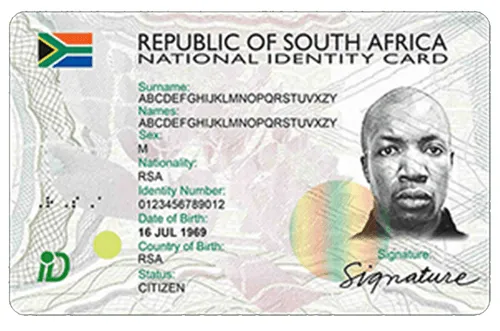 REPUBLIC OF SOUTH AFRICA
NATIONAL IDENTITY CARD
Surname:
ABCDEFGHIJKLMNOPQRSTUVXZY
Names:
ABCDEFGHIJKLMNOPQRSTUVXZY
Sex:
M
Nationality:
RSA
Identity Number:
0123456789012
Date of Birth:
16 JUL 1969
Country of Birth:
RSA
Status:
CITIZEN
Signature:
Signature
iD